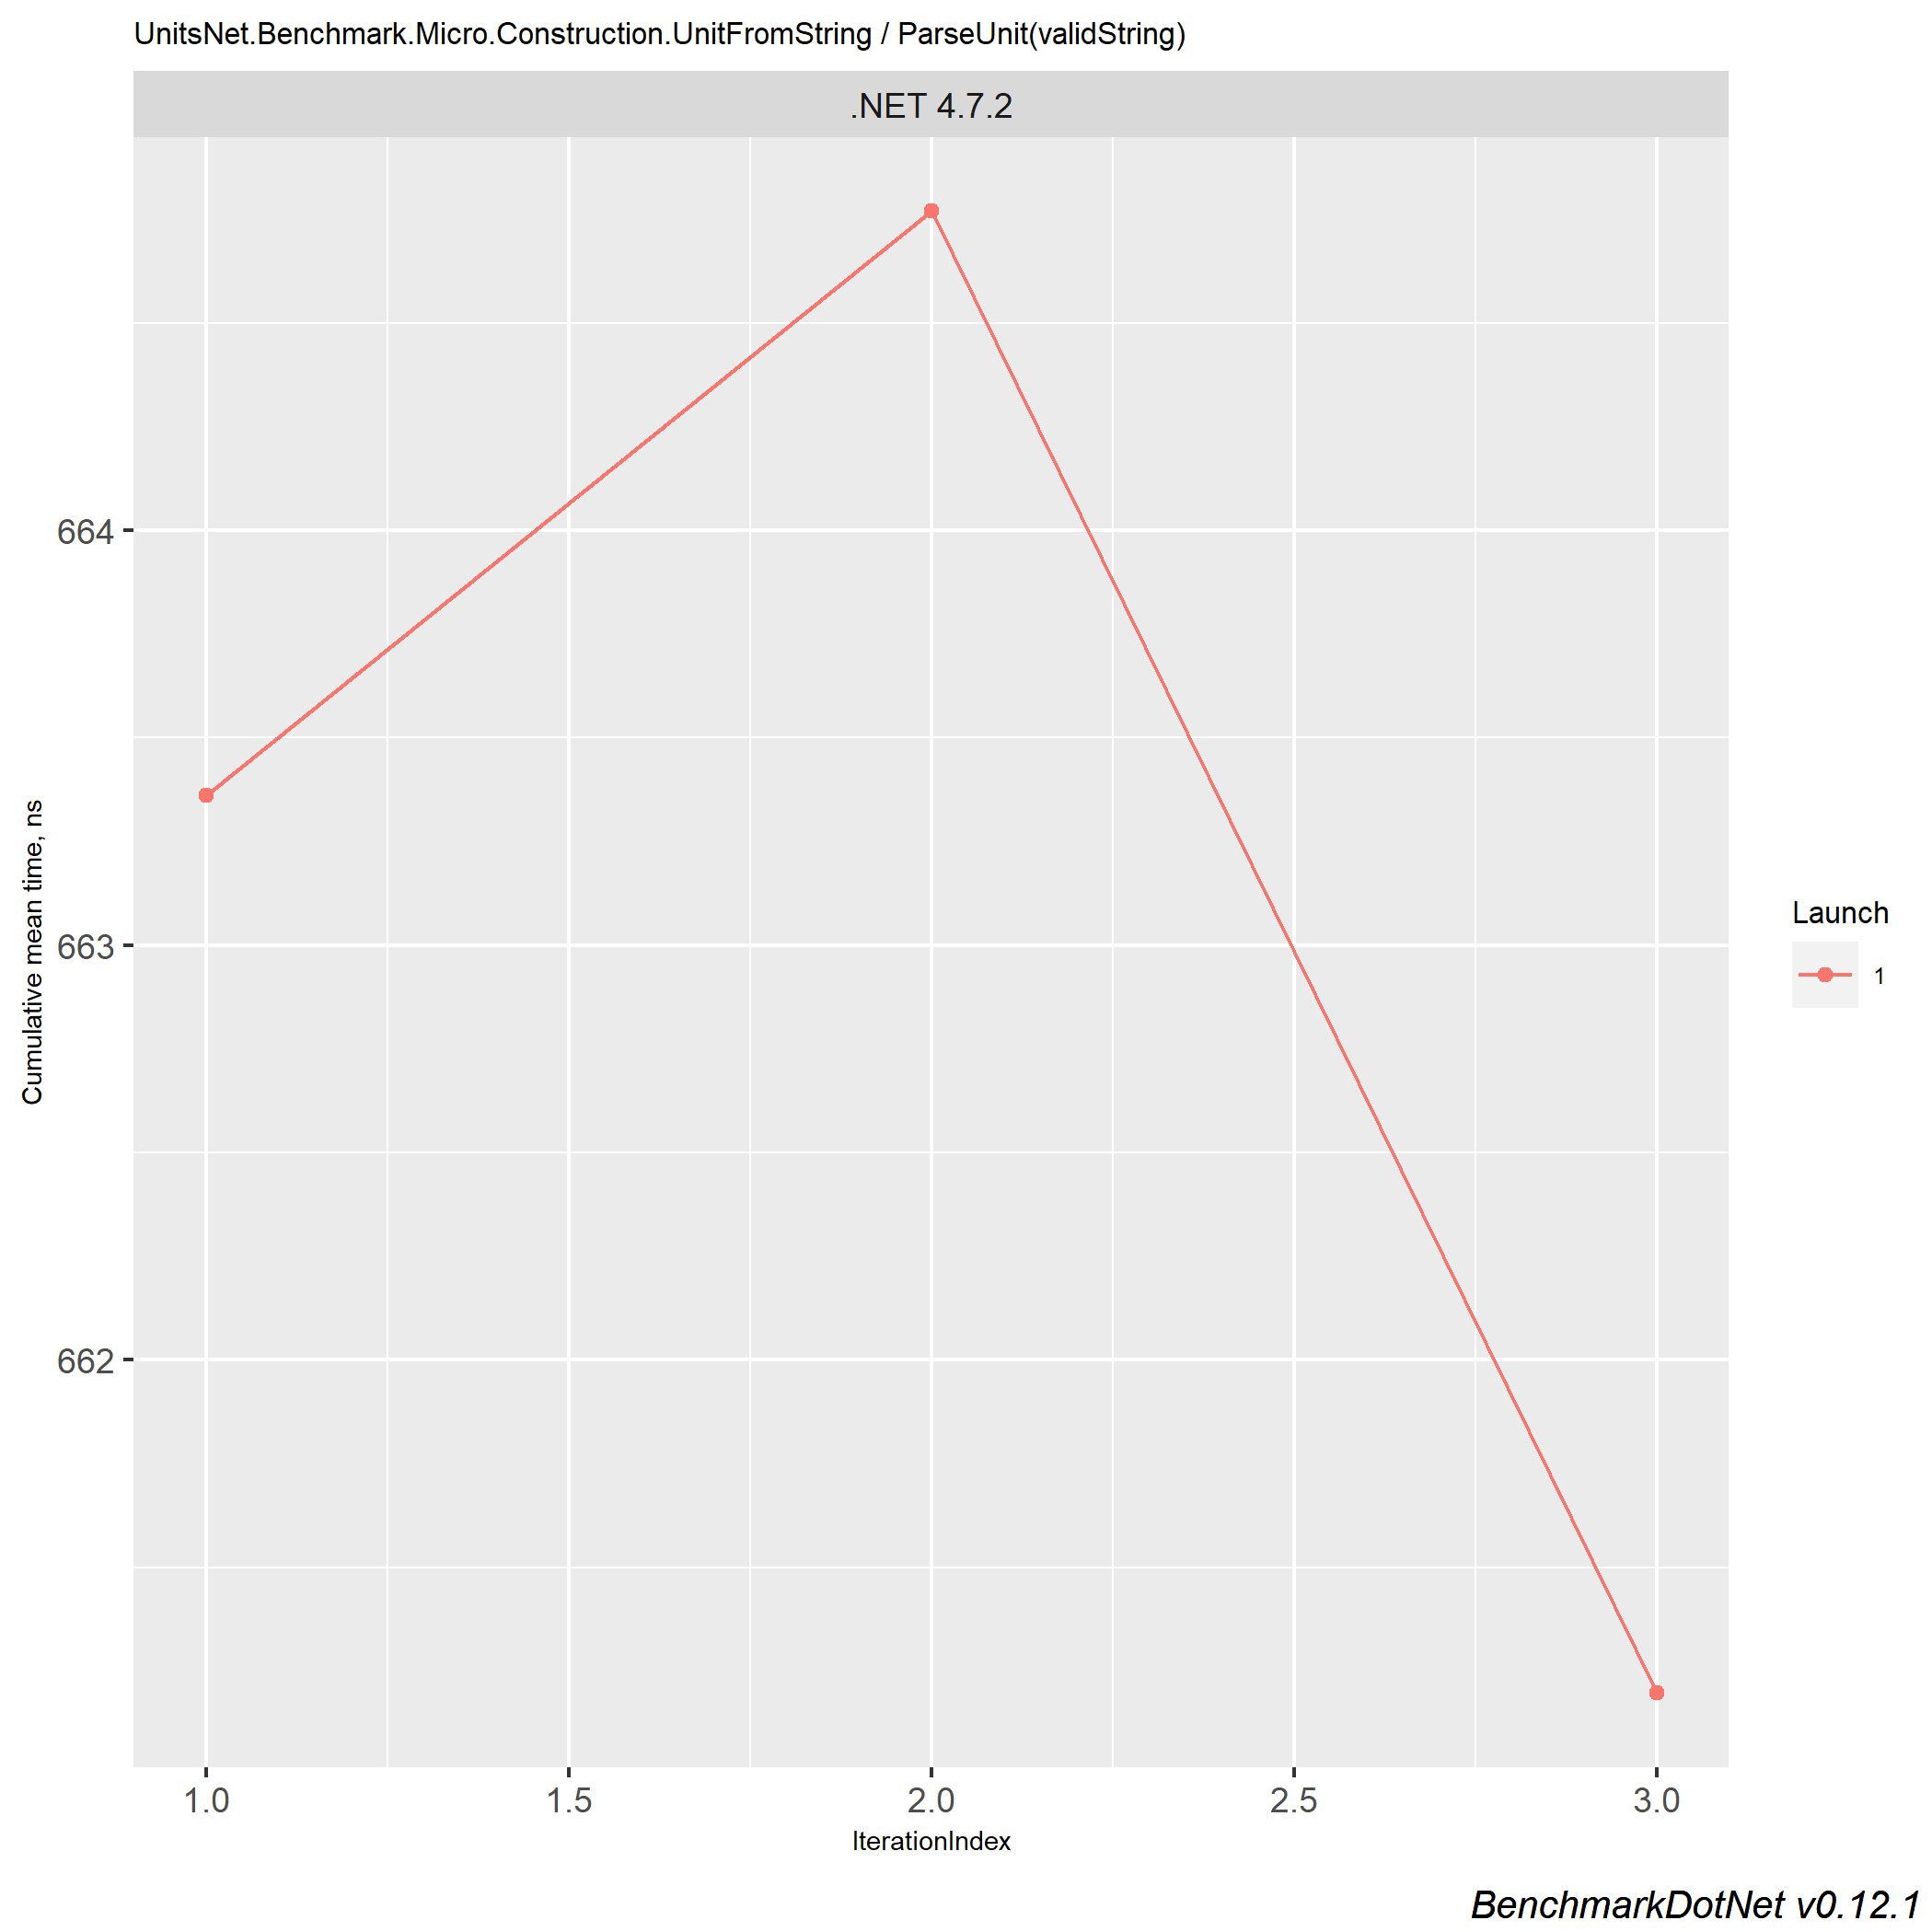 UnitsNet.Benchmark.Micro.Construction.UnitFromString / ParseUnit(validString)
.NET 4.7.2
Cumulative mean time, ns
664
663
662
1.0 1.5 2.0 2.5 3.0
IterationIndex
Launch
1
BenchmarkDotNet v0.12.1